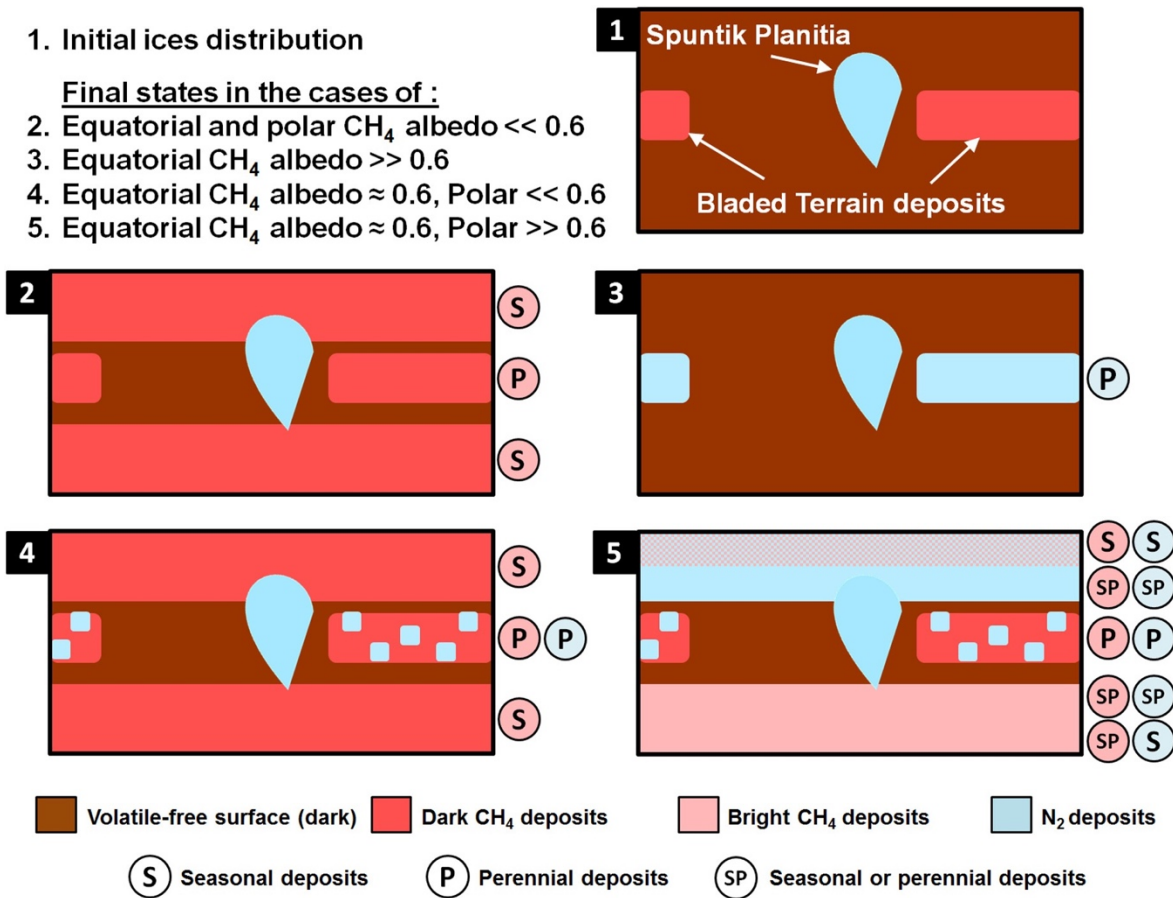 1. Initial ices distribution
Final states in the cases of :
2. Equatorial and polar CH₄ albedo << 0.6
3. Equatorial CH₄ albedo >> 0.6
4. Equatorial CH₄ albedo ≈ 0.6, Polar << 0.6
5. Equatorial CH₄ albedo ≈ 0.6, Polar >> 0.6
1
Spuntik Planitia
Bladed Terrain deposits
2
S
P
S
3
P
4
S
P P
S
5
S S
SP SP
P P
SP SP
SP S
Volatile-free surface (dark)
Dark CH₄ deposits
Bright CH₄ deposits
N₂ deposits
S Seasonal deposits
P Perennial deposits
SP Seasonal or perennial deposits